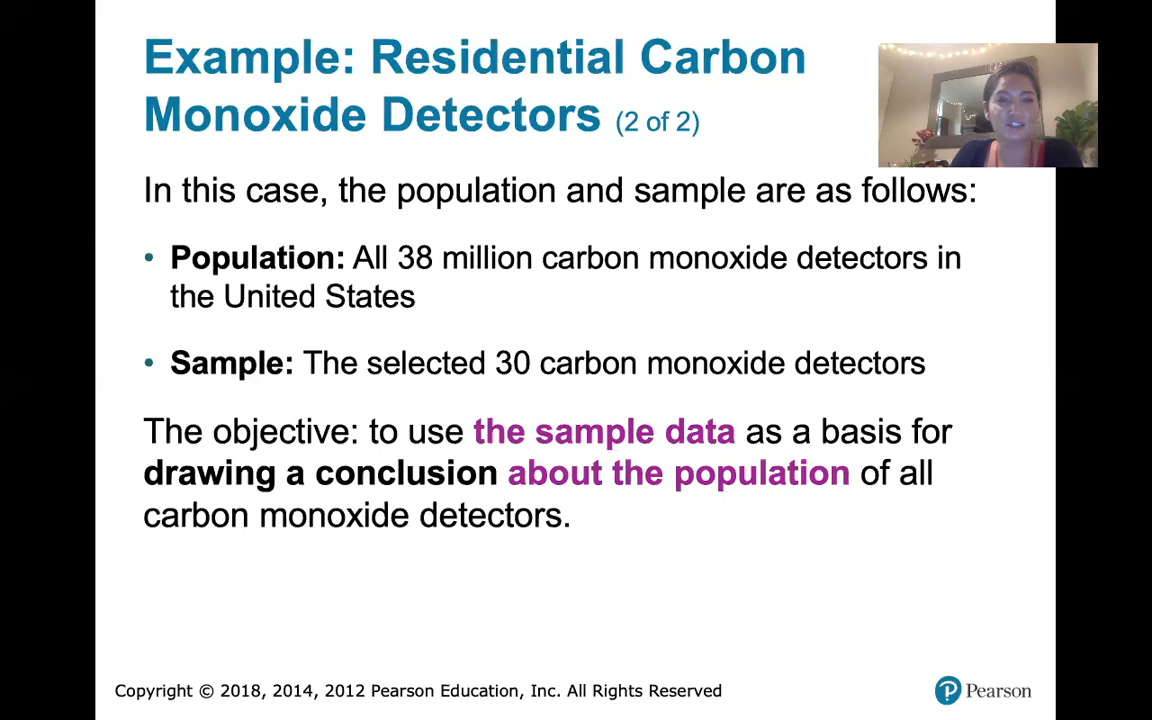 Example: Residential Carbon
Monoxide Detectors (2 of 2)
In this case, the population and sample are as follows:
• Population: All 38 million carbon monoxide detectors in
the United States
• Sample: The selected 30 carbon monoxide detectors
The objective: to use the sample data as a basis for
drawing a conclusion about the population of all
carbon monoxide detectors.
Copyright © 2018, 2014, 2012 Pearson Education, Inc. All Rights Reserved
Pearson